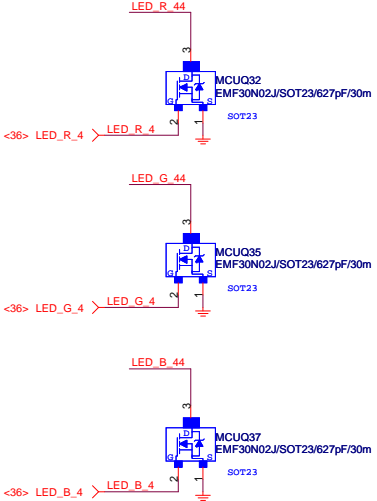 LED_R_44
3
D
MCUQ32
EMF30N02J/SOT23/627pF/30m
G
S
SOT23
2
1
<36> LED_R_4
LED_R_4
LED_G_44
3
D
MCUQ35
EMF30N02J/SOT23/627pF/30m
G
S
SOT23
2
1
<36> LED_G_4
LED_G_4
LED_B_44
3
D
MCUQ37
EMF30N02J/SOT23/627pF/30m
G
S
SOT23
2
1
<36> LED_B_4
LED_B_4